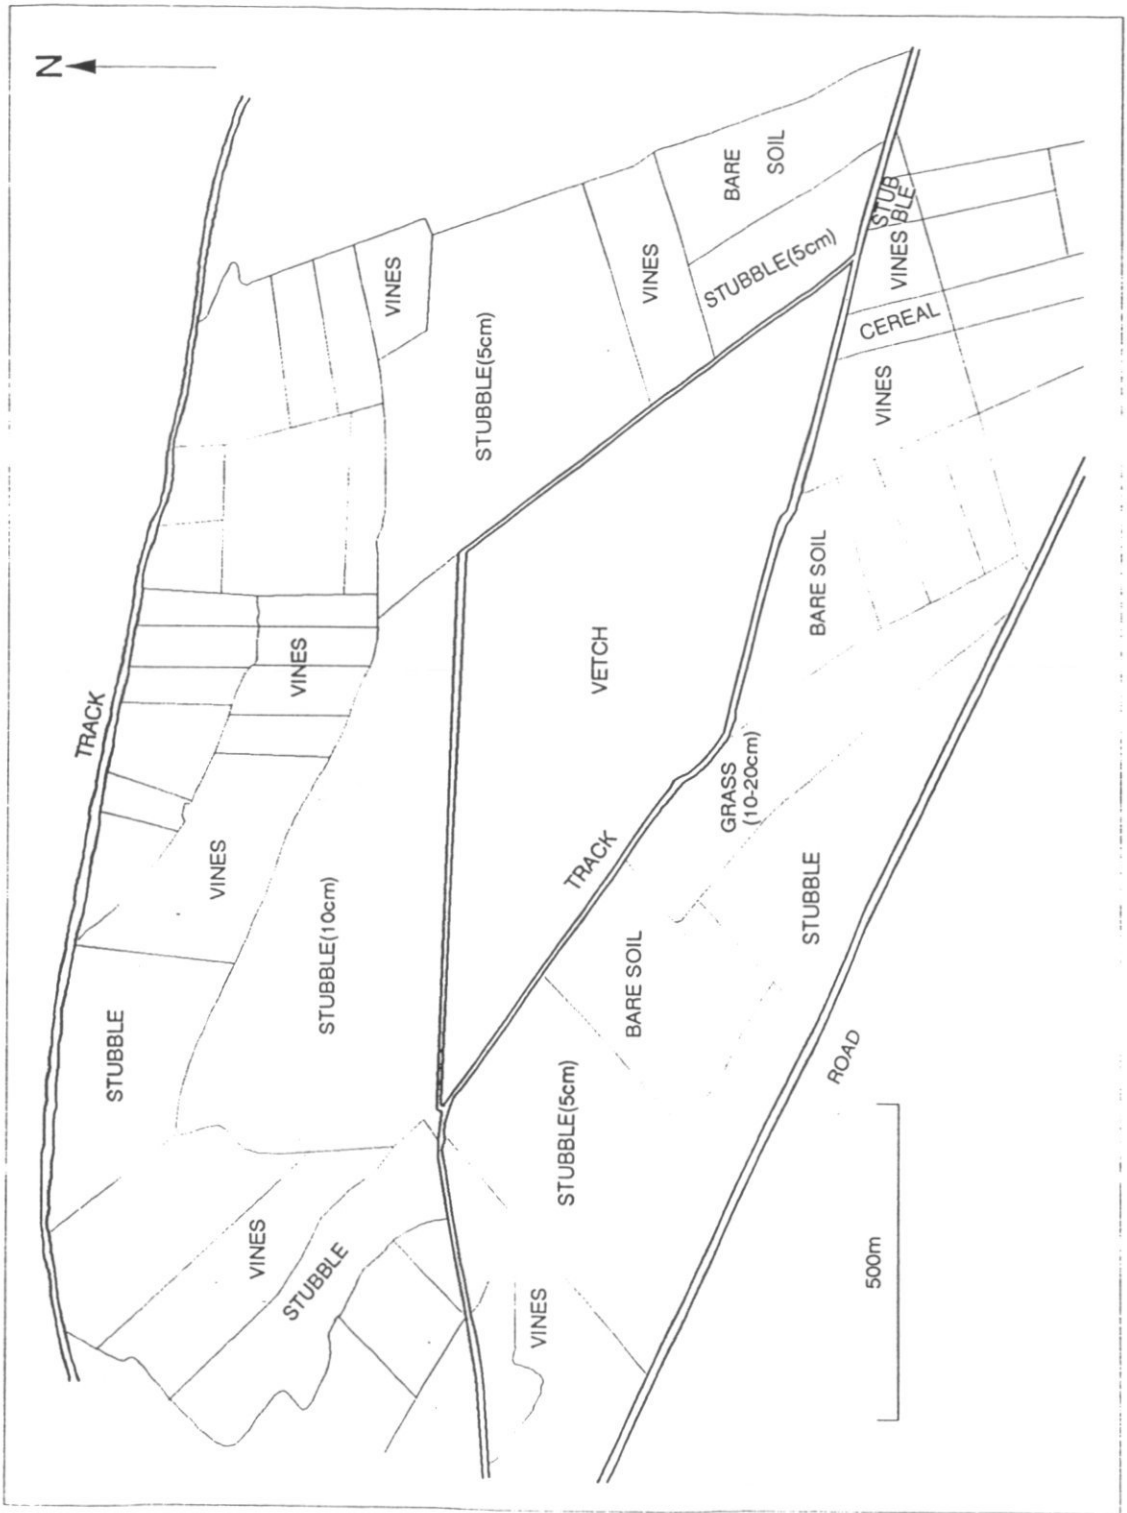 N
TRACK
STUBBLE
VINES
VINES
VINES
STUBBLE
STUBBLE(10cm)
VINES
STUBBLE(5cm)
VINES
STUBBLE(5cm)
TRACK
VETCH
BARE SOIL
VINES
GRASS
(10-20cm)
BARE
SOIL
STUBBLE(5cm)
STUBBLE
BARE SOIL
ROAD
500m
VINES
CEREAL
VINES
STUB
BLE